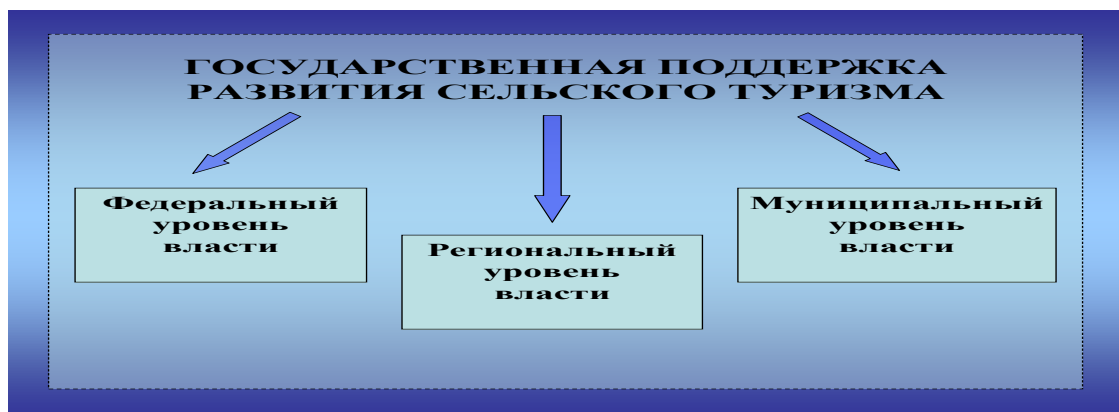 ГОСУДАРСТВЕННАЯ ПОДДЕРЖКА
РАЗВИТИЯ СЕЛЬСКОГО ТУРИЗМА
Федеральный
уровень
власти
Региональный
уровень
власти
Муниципальный
уровень
власти